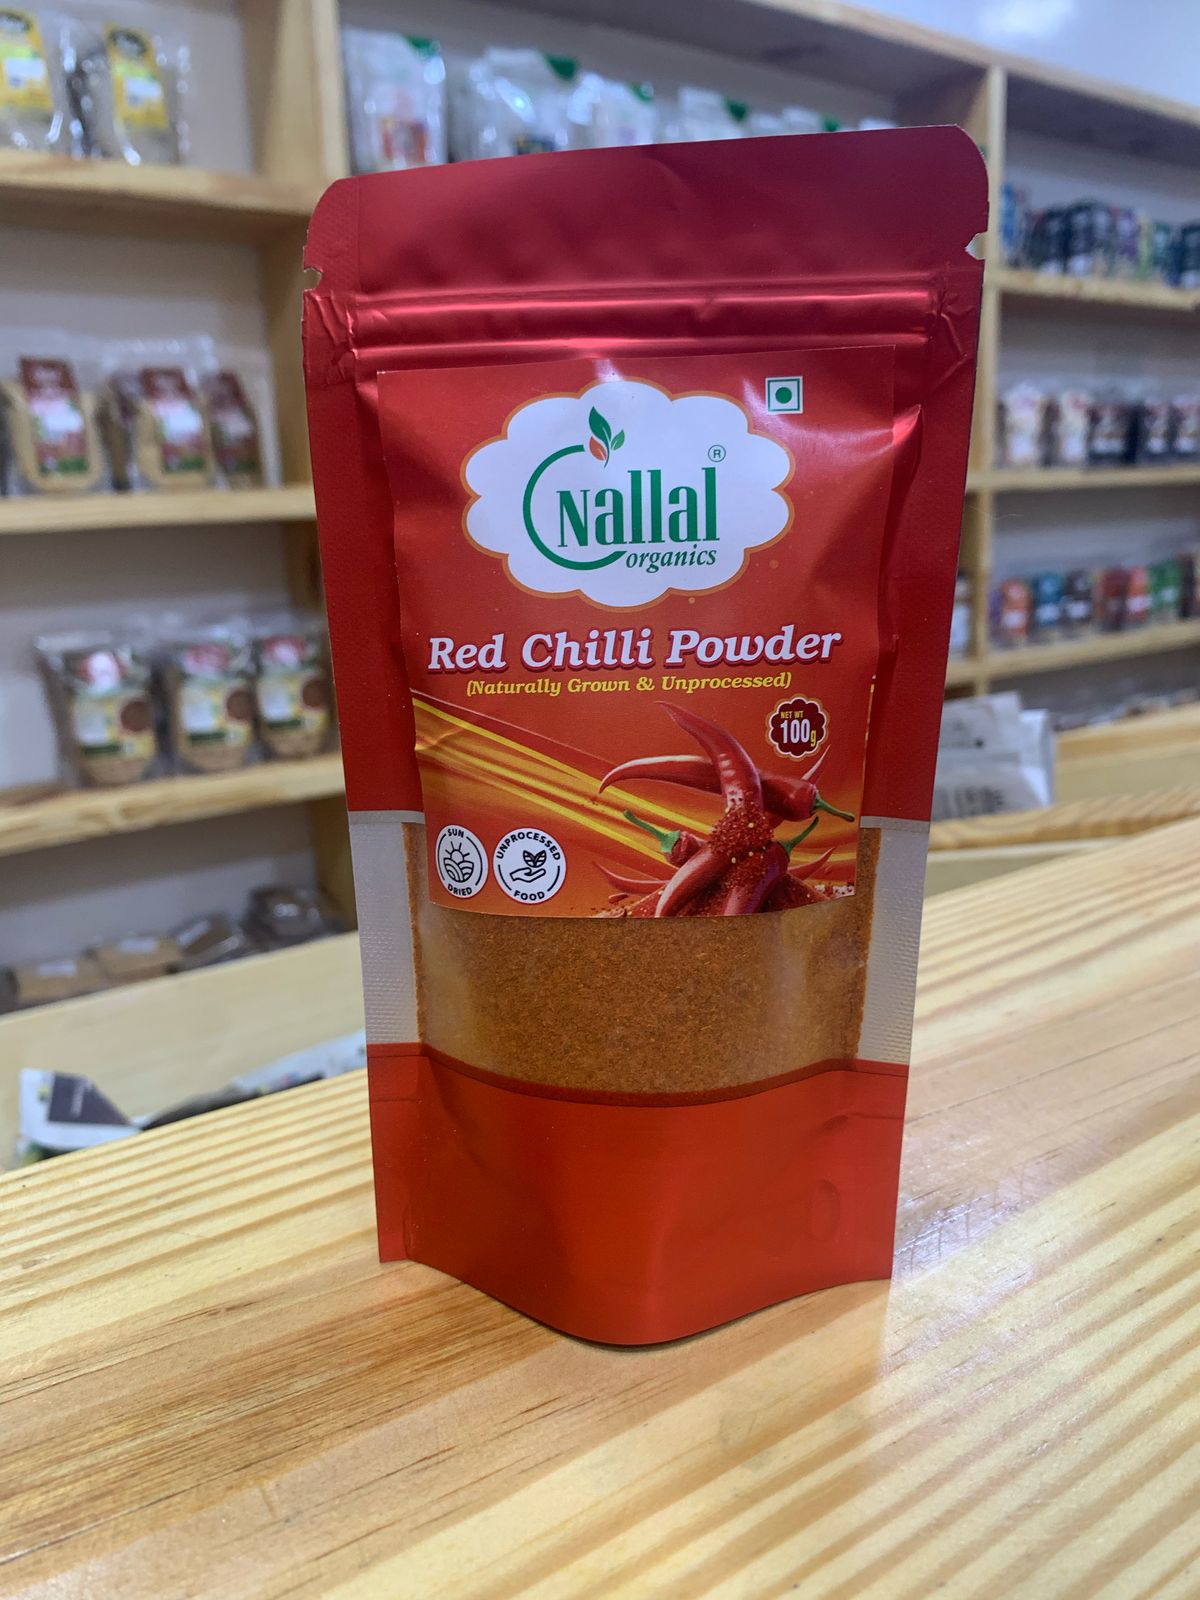 Nallal ®
organics
Red Chilli Powder
(Naturally Grown & Unprocessed)
NET WT
100g
SUN
DRIED
UNPROCESSED
FOOD